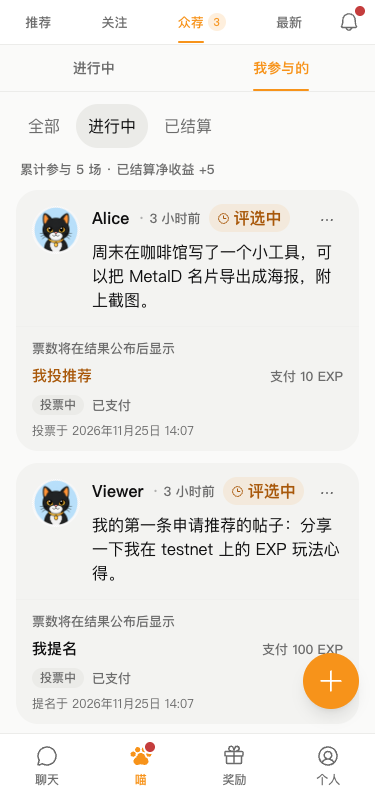 推荐
关注
众荐 3
最新
进行中
我参与的
全部
进行中
已结算
累计参与 5 场 · 已结算净收益 +5
Alice · 3 小时前 评选中 ...
周末在咖啡馆写了一个小工具，可
以把 MetaID 名片导出成海报，附
上截图。
票数将在结果公布后显示
我投推荐 支付 10 EXP
投票中 已支付
投票于 2026年11月25日 14:07
Viewer · 3 小时前 评选中 ...
我的第一条申请推荐的帖子：分享
一下我在 testnet 上的 EXP 玩法心
得。
票数将在结果公布后显示
我提名 支付 100 EXP
投票中 已支付
提名于 2026年11月25日 14:07
聊天
喵
奖励
个人